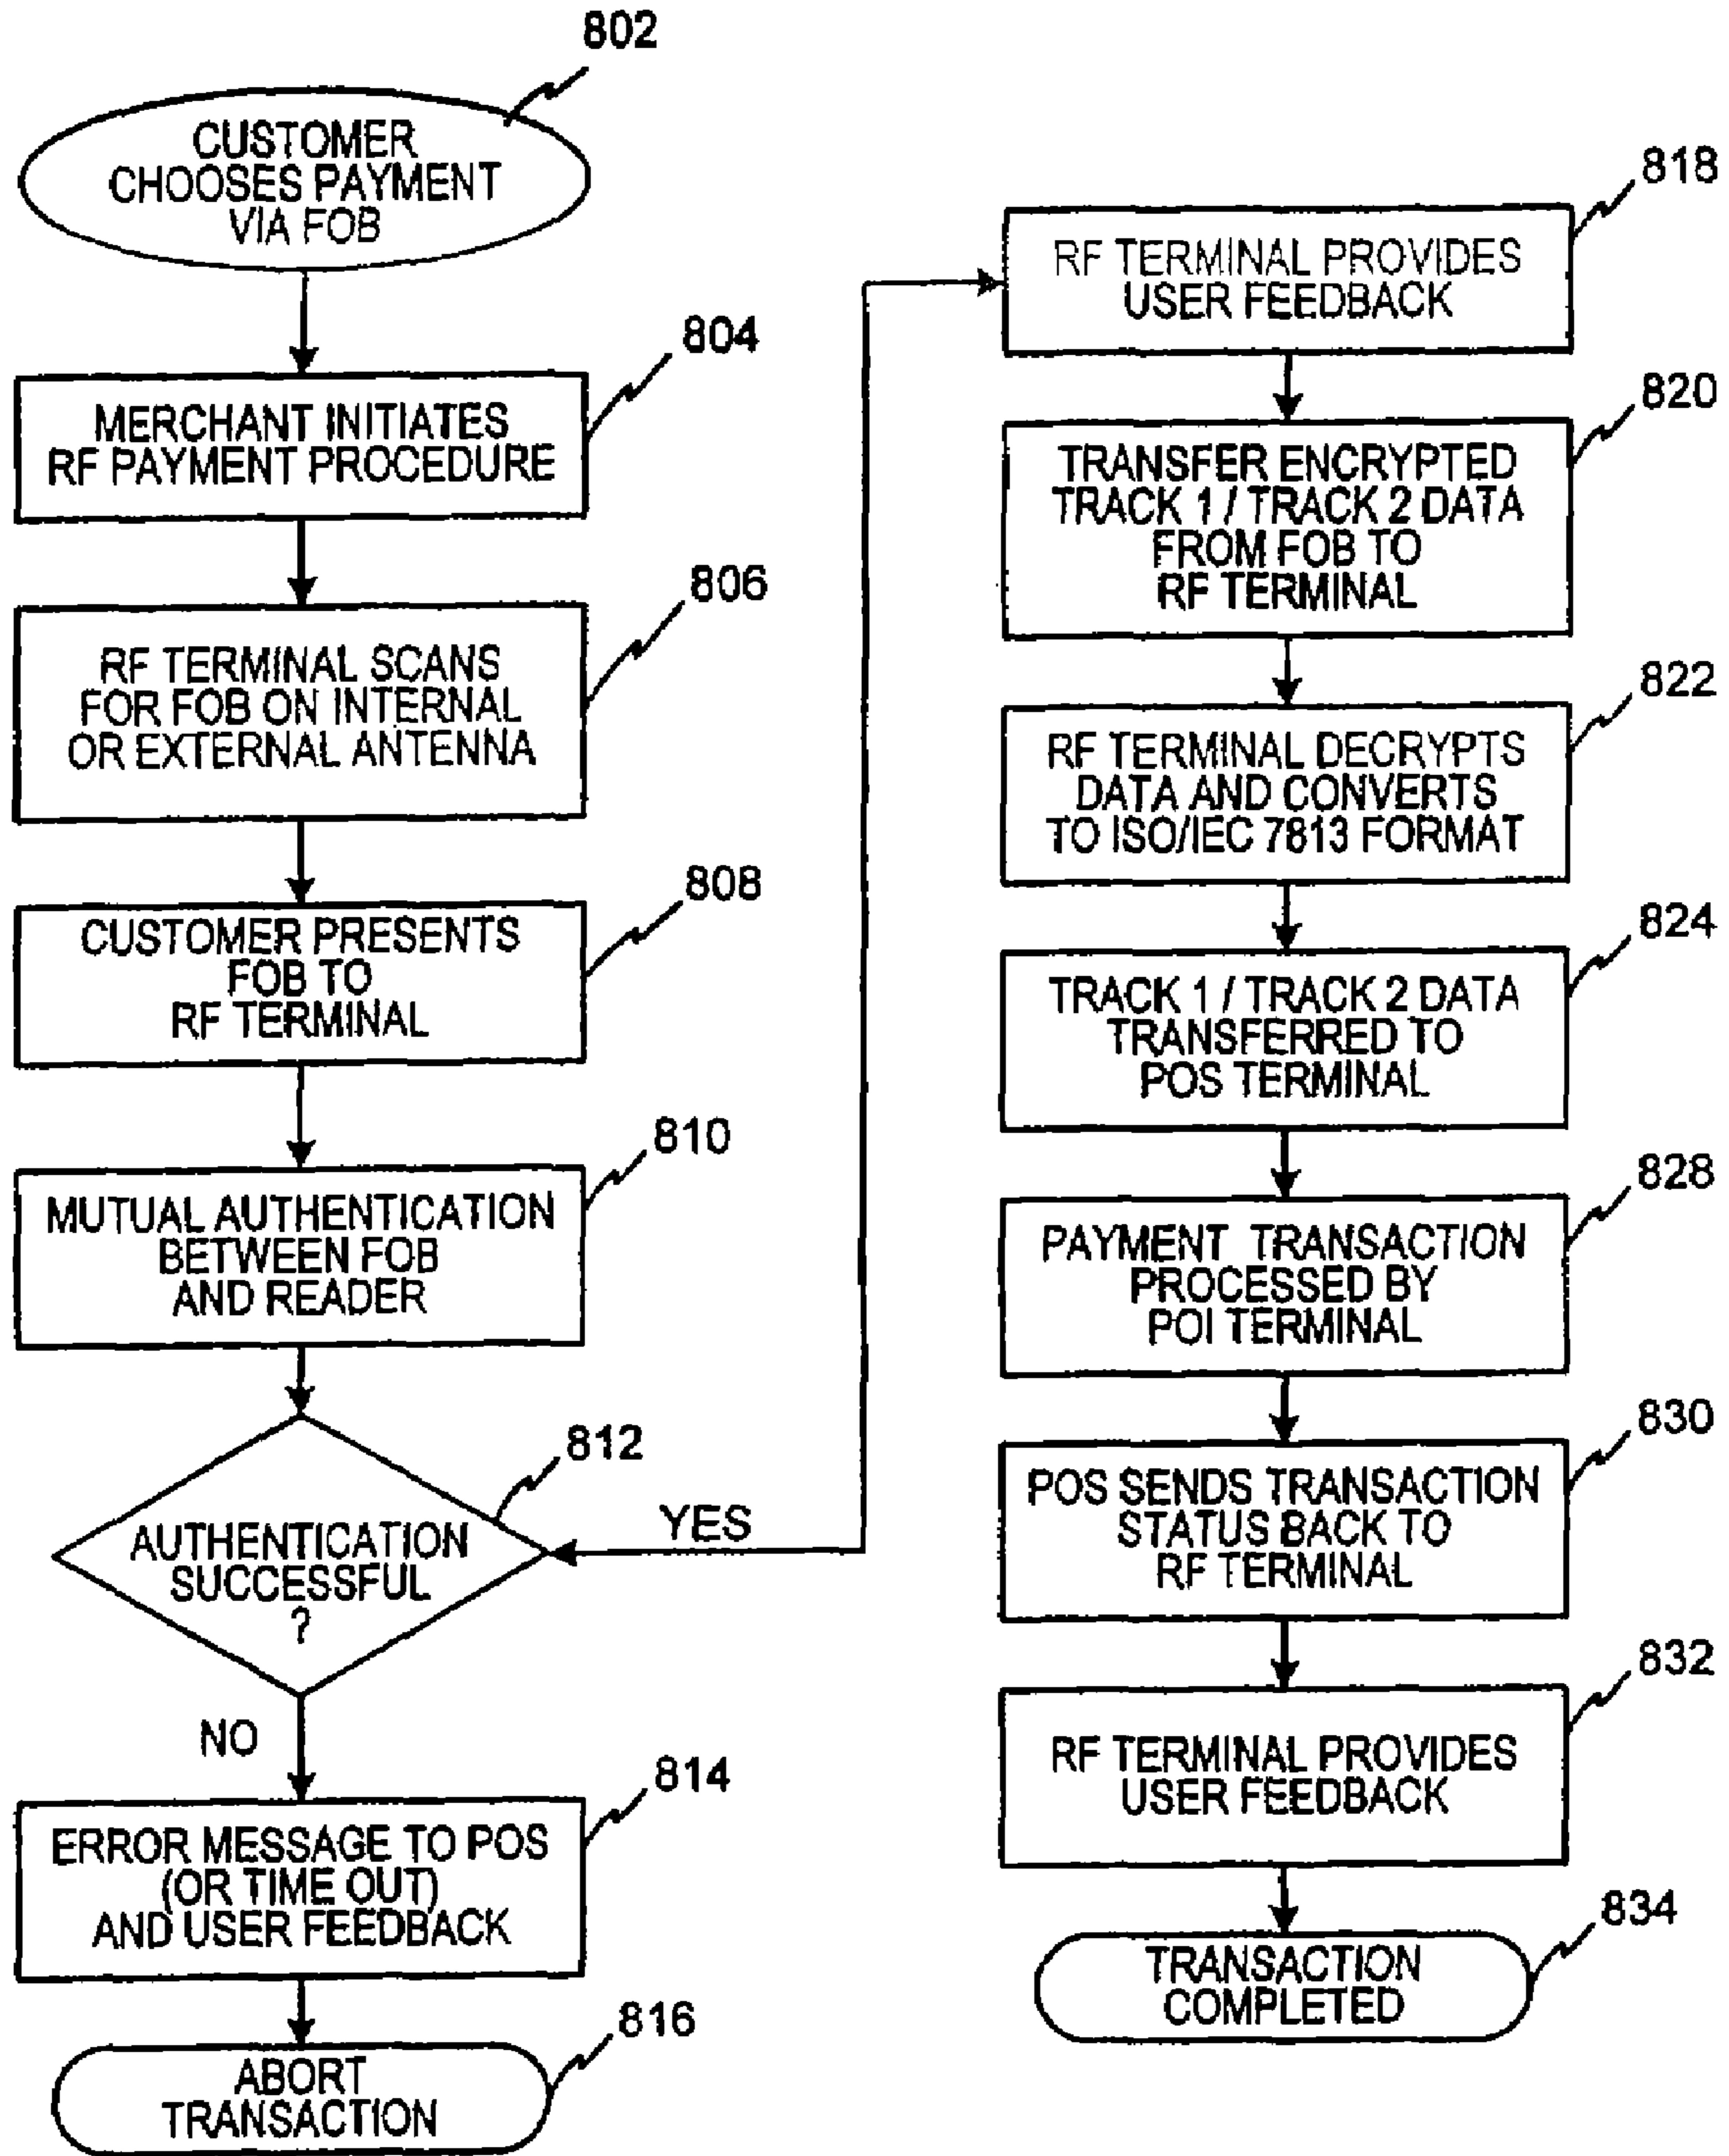 802
CUSTOMER
CHOOSES PAYMENT
VIA FOB
804
MERCHANT INITIATES
RF PAYMENT PROCEDURE
806
RF TERMINAL SCANS
FOR FOB ON INTERNAL
OR EXTERNAL ANTENNA
808
CUSTOMER PRESENTS
FOB TO
RF TERMINAL
810
MUTUAL AUTHENTICATION
BETWEEN FOB
AND READER
812
AUTHENTICATION
SUCCESSFUL
?
YES
NO
814
ERROR MESSAGE TO POS
(OR TIME OUT)
AND USER FEEDBACK
816
ABORT
TRANSACTION
818
RF TERMINAL PROVIDES
USER FEEDBACK
820
TRANSFER ENCRYPTED
TRACK 1 / TRACK 2 DATA
FROM FOB TO
RF TERMINAL
822
RF TERMINAL DECRYPTS
DATA AND CONVERTS
TO ISO/IEC 7813 FORMAT
824
TRACK 1 / TRACK 2 DATA
TRANSFERRED TO
POS TERMINAL
828
PAYMENT TRANSACTION
PROCESSED BY
POI TERMINAL
830
POS SENDS TRANSACTION
STATUS BACK TO
RF TERMINAL
832
RF TERMINAL PROVIDES
USER FEEDBACK
834
TRANSACTION
COMPLETED